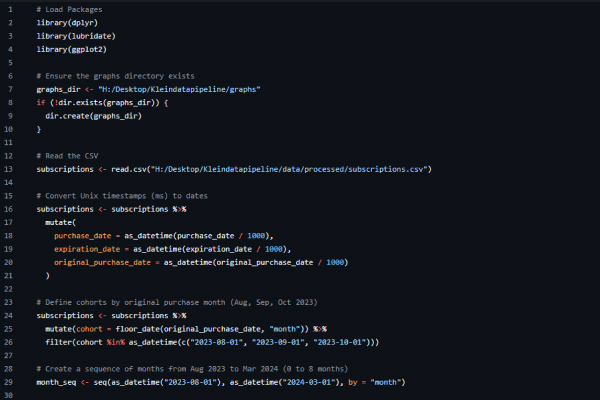 1 # Load Packages
2 library(dplyr)
3 library(lubridate)
4 library(ggplot2)
5
6 # Ensure the graphs directory exists
7 graphs_dir <- "H:/Desktop/Kleindatapipeline/graphs"
8 if (!dir.exists(graphs_dir)) {
9   dir.create(graphs_dir)
10 }
11
12 # Read the CSV
13 subscriptions <- read.csv("H:/Desktop/Kleindatapipeline/data/processed/subscriptions.csv")
14
15 # Convert Unix timestamps (ms) to dates
16 subscriptions <- subscriptions %>%
17   mutate(
18     purchase_date = as_datetime(purchase_date / 1000),
19     expiration_date = as_datetime(expiration_date / 1000),
20     original_purchase_date = as_datetime(original_purchase_date / 1000)
21   )
22
23 # Define cohorts by original purchase month (Aug, Sep, Oct 2023)
24 subscriptions <- subscriptions %>%
25   mutate(cohort = floor_date(original_purchase_date, "month")) %>%
26   filter(cohort %in% as_datetime(c("2023-08-01", "2023-09-01", "2023-10-01")))
27
28 # Create a sequence of months from Aug 2023 to Mar 2024 (0 to 8 months)
29 month_seq <- seq(as_datetime("2023-08-01"), as_datetime("2024-03-01"), by = "month")
30